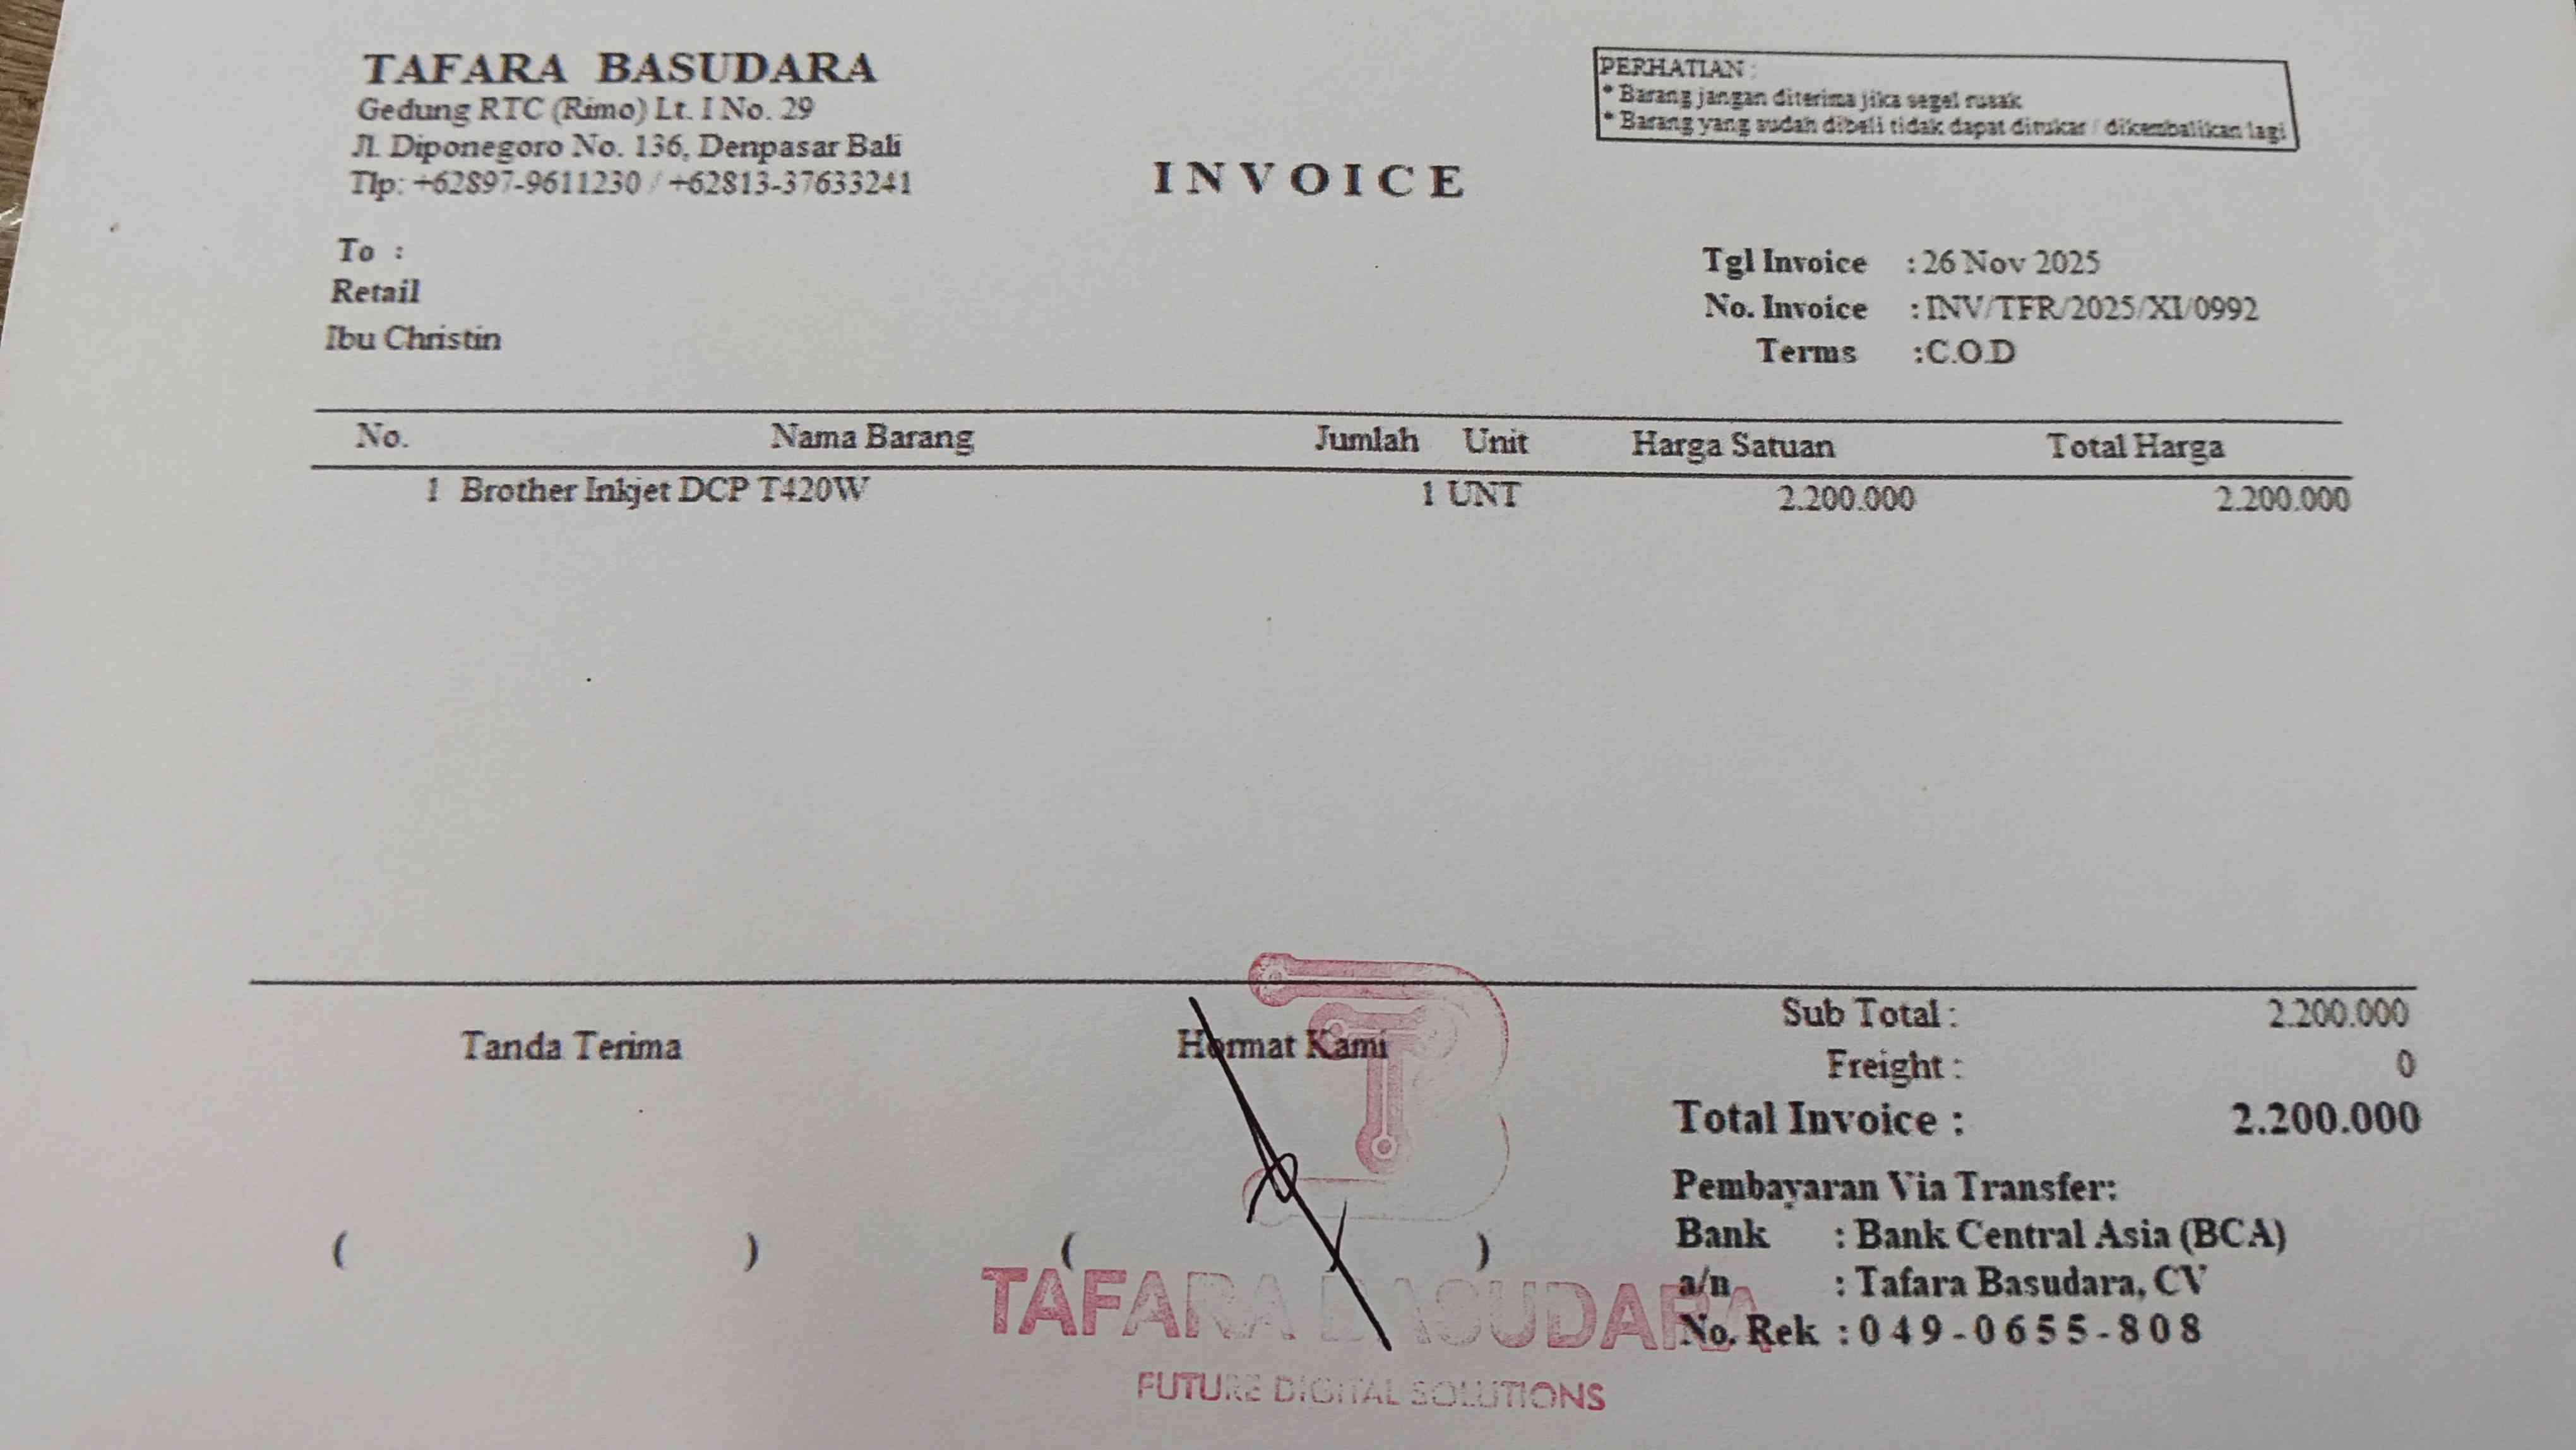 TAFARA BASUDARA
Gedung RTC (Rimo) Lt. I No. 29
Jl. Diponegoro No. 136, Denpasar Bali
Tlp: +62897-9611230 / +62813-37633241
PERHATIAN :
* Barang jangan diterima jika segel rusak
* Barang yang sudah dibeli tidak dapat ditukar / dikembalikan lagi
INVOICE
To :
Retail
Ibu Christin
Tgl Invoice : 26 Nov 2025
No. Invoice : INV/TFR/2025/XI/0992
Terms : C.O.D
No. Nama Barang Jumlah Unit Harga Satuan Total Harga
1 Brother Inkjet DCP T420W 1 UNT 2.200.000 2.200.000
Tanda Terima
Hormat Kami
( )
( )
Sub Total : 2.200.000
Freight : 0
Total Invoice : 2.200.000
Pembayaran Via Transfer:
Bank : Bank Central Asia (BCA)
a/n : Tafara Basudara, CV
No. Rek : 049-0655-808
TAFARA BASUDARA
FUTURE DIGITAL SOLUTIONS